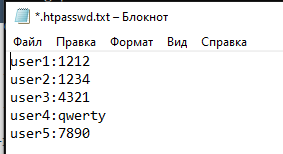 *.htpasswd.txt – Блокнот
Файл Правка Формат Вид Справка
user1:1212
user2:1234
user3:4321
user4:qwerty
user5:7890